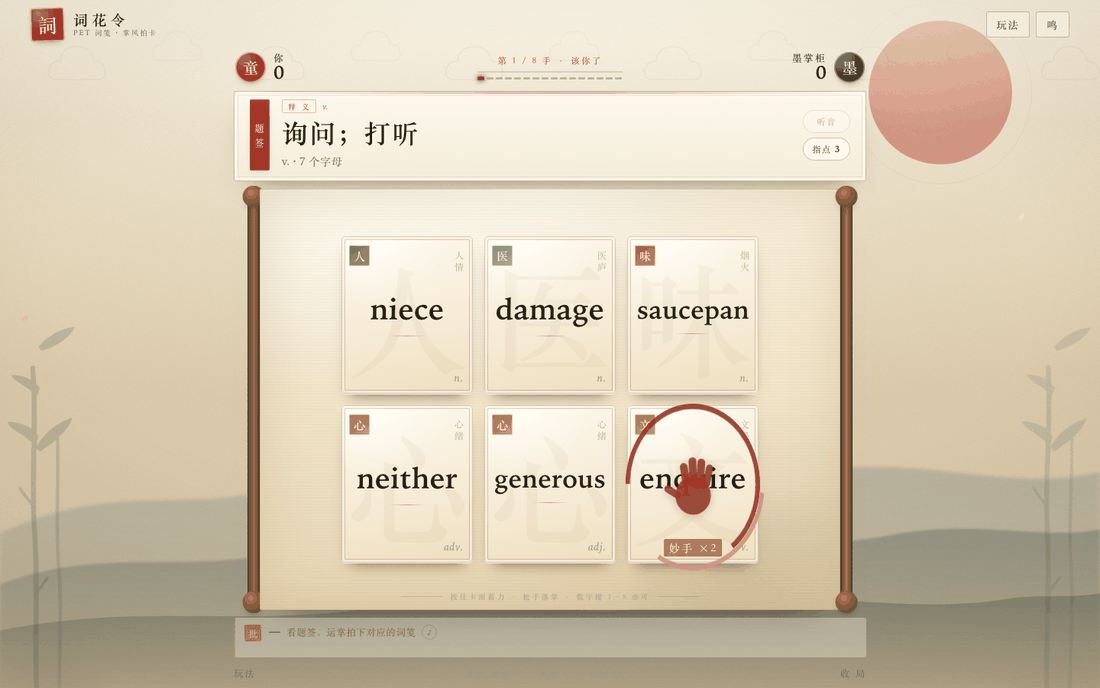 詞
词花令
PET 词笺 · 掌风拍卡
玩法
鸣
童
你
0
第 1 / 8 手 · 该你了
墨掌柜
0
墨
题签
释义
v.
询问；打听
v. · 7 个字母
听音
指点 3
人
人情
niece
n.
医
医庐
damage
n.
味
烟火
saucepan
n.
心
心绪
neither
adv.
心
心绪
generous
adj.
文
enquire
妙手 ×2
v.
按住卡面蓄力 · 松手落掌 · 数字键 1–8 亦可
批
— 看题签，运掌拍下对应的词笺
玩法
收局